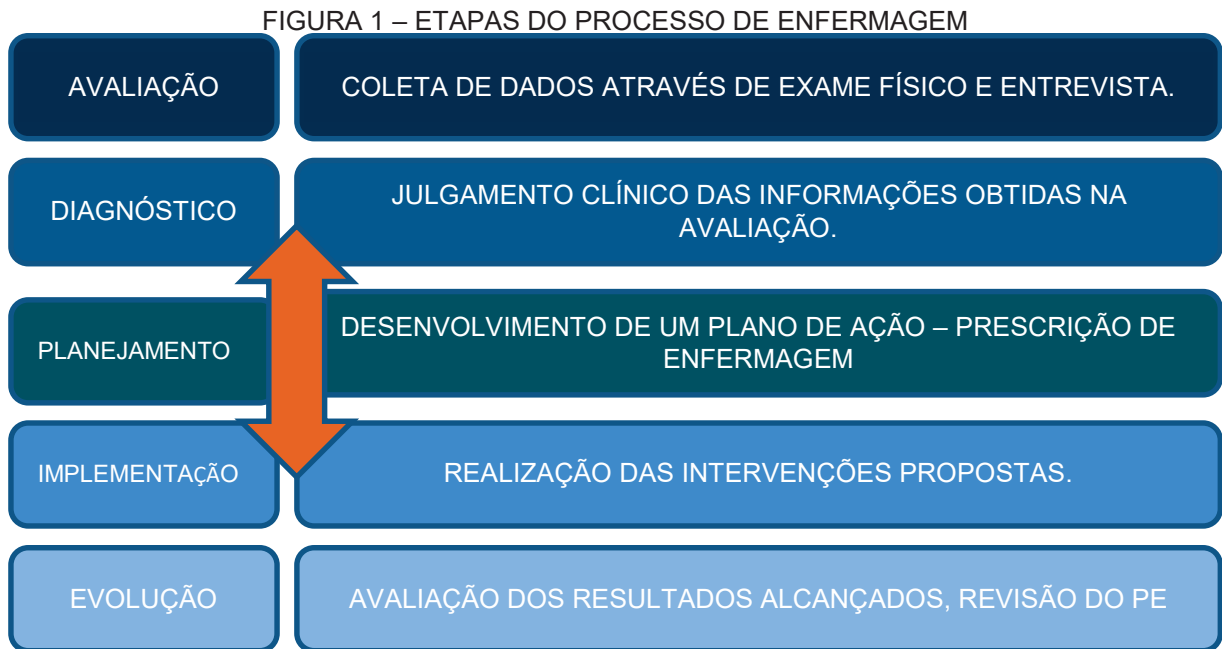 FIGURA 1 – ETAPAS DO PROCESSO DE ENFERMAGEM
AVALIAÇÃO
COLETA DE DADOS ATRAVÉS DE EXAME FÍSICO E ENTREVISTA.
DIAGNÓSTICO
JULGAMENTO CLÍNICO DAS INFORMAÇÕES OBTIDAS NA
AVALIAÇÃO.
PLANEJAMENTO
DESENVOLVIMENTO DE UM PLANO DE AÇÃO – PRESCRIÇÃO DE
ENFERMAGEM
IMPLEMENTAÇÃO
REALIZAÇÃO DAS INTERVENÇÕES PROPOSTAS.
EVOLUÇÃO
AVALIAÇÃO DOS RESULTADOS ALCANÇADOS, REVISÃO DO PE